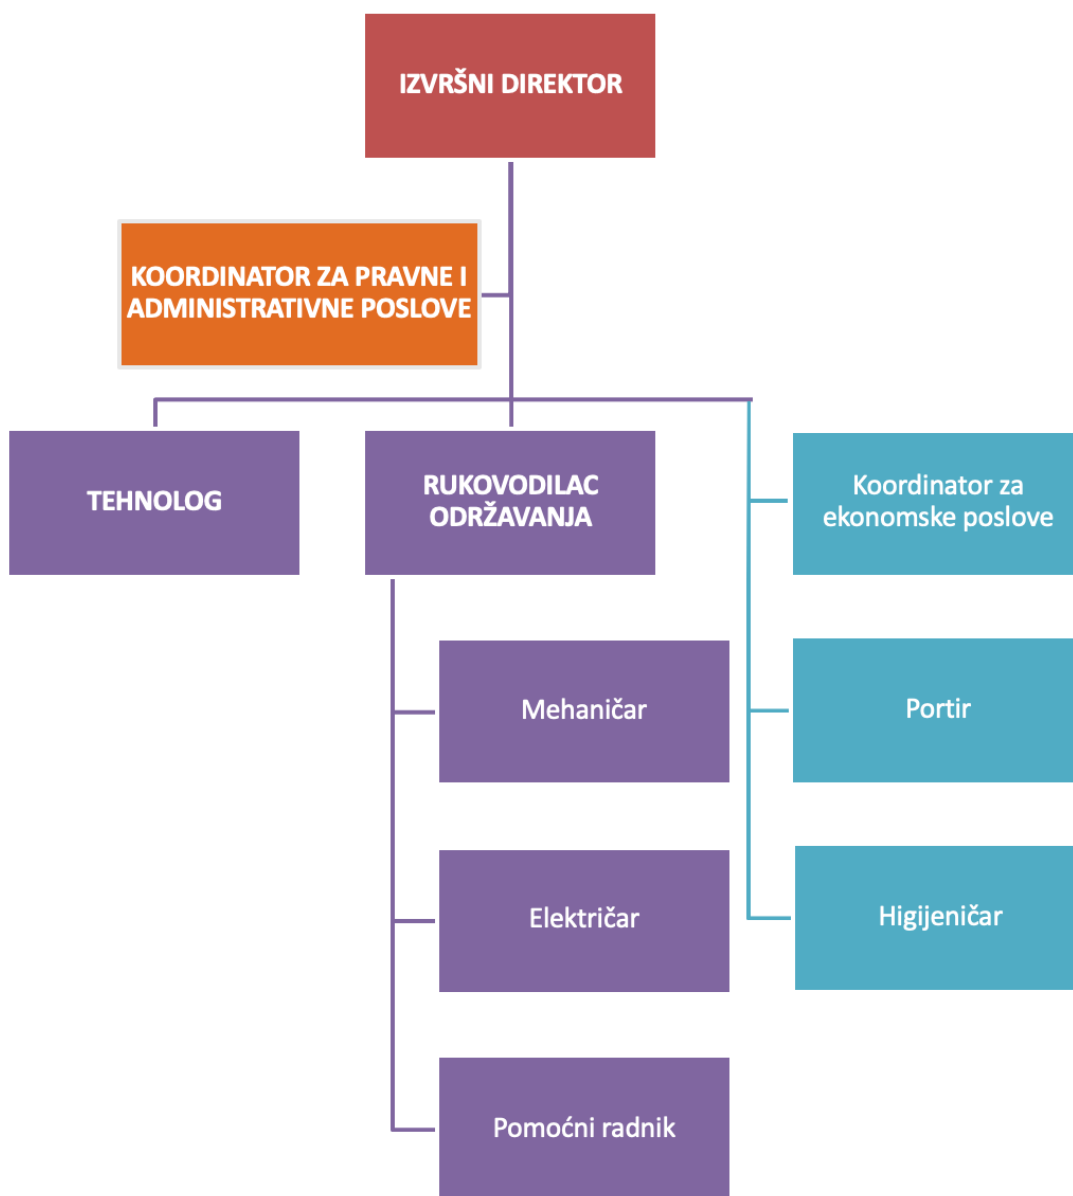 IZVRŠNI DIREKTOR
KOORDINATOR ZA PRAVNE I
ADMINISTRATIVNE POSLOVE
TEHNOLOG
RUKOVODILAC
ODRŽAVANJA
Koordinator za
ekonomske poslove
Mehaničar
Portir
Električar
Higijeničar
Pomoćni radnik